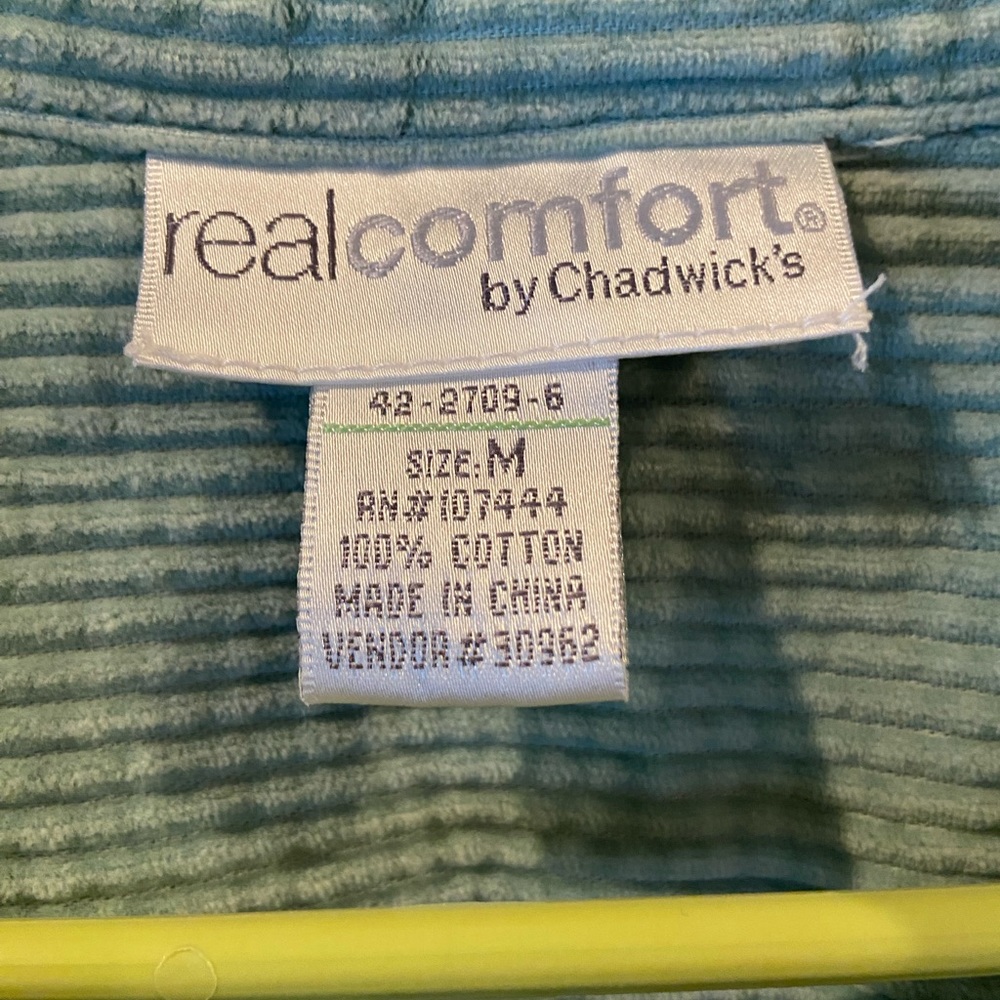 realcomfort®
by Chadwick's
42-2709-6
SIZE: M
RN# 107444
100% COTTON
MADE IN CHINA
VENDOR #30962